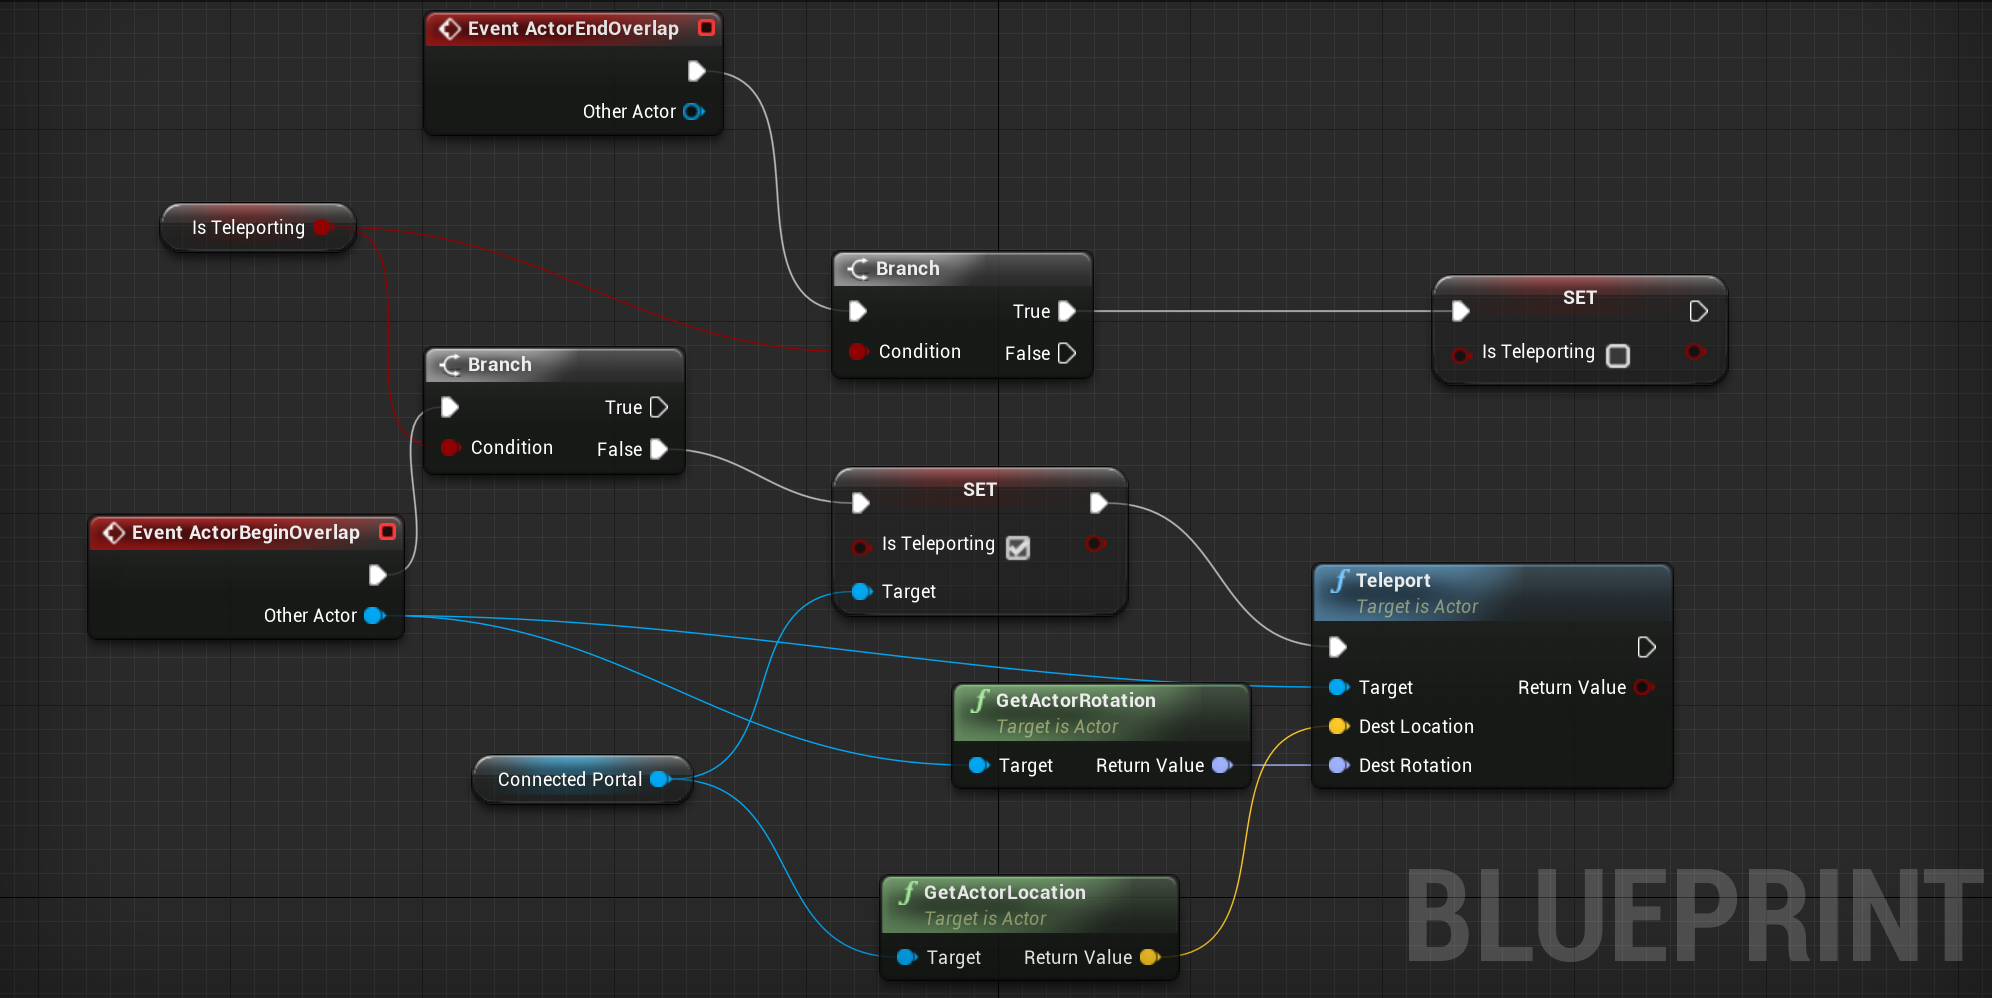 Event ActorEndOverlap
Other Actor
Is Teleporting
Branch
True
Condition
False
SET
Is Teleporting
Branch
True
Condition
False
SET
Is Teleporting
Target
Event ActorBeginOverlap
Other Actor
Teleport
Target is Actor
Target
Return Value
Dest Location
Dest Rotation
GetActorRotation
Target is Actor
Target
Return Value
Connected Portal
GetActorLocation
Target is Actor
Target
Return Value
BLUEPRINT